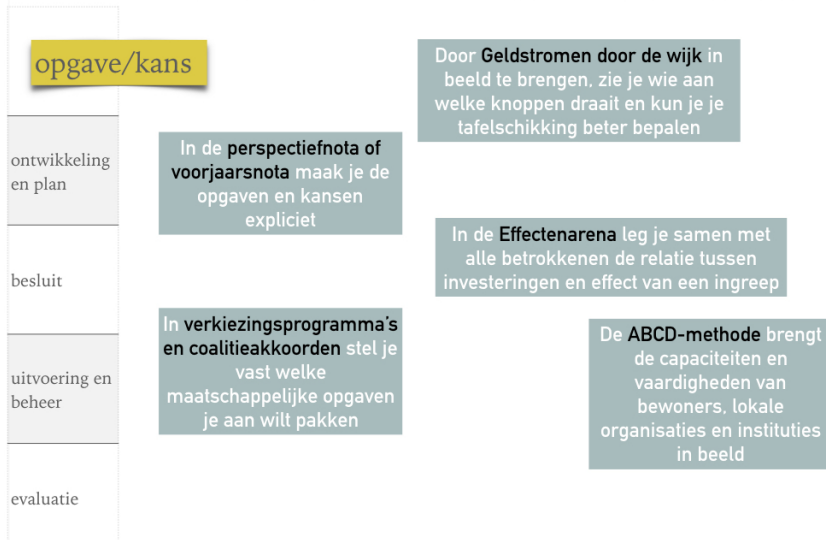 opgave/kans
ontwikkeling
en plan
besluit
uitvoering en
beheer
evaluatie
Door Geldstromen door de wijk in
beeld te brengen, zie je wie aan
welke knoppen draait en kun je je
tafelschikking beter bepalen
In de perspectiefnota of
voorjaarsnota maak je de
opgaven en kansen
expliciet
In de Effectenarena leg je samen met
alle betrokkenen de relatie tussen
investeringen en effect van een ingreep
In verkiezingsprogramma's
en coalitieakkoorden stel je
vast welke
maatschappelijke opgaven
je aan wilt pakken
De ABCD-methode brengt
de capaciteiten en
vaardigheden van
bewoners, lokale
organisaties en instituties
in beeld